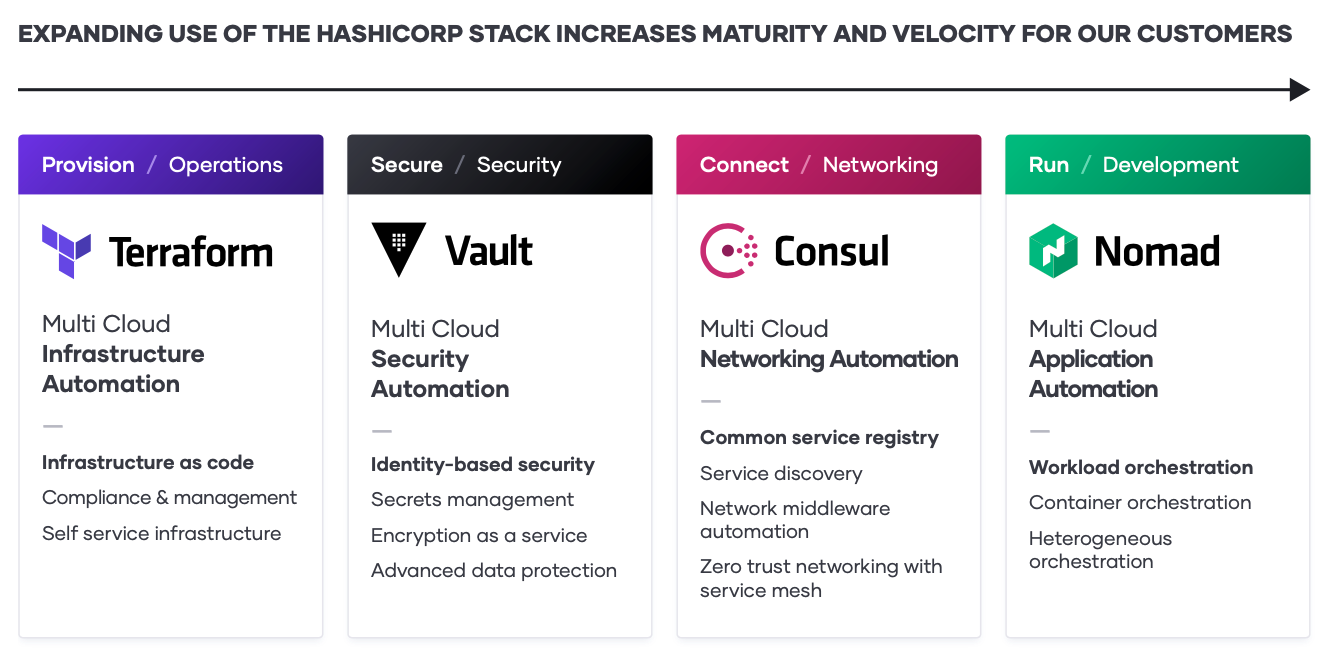 EXPANDING USE OF THE HASHICORP STACK INCREASES MATURITY AND VELOCITY FOR OUR CUSTOMERS
Provision / Operations
Terraform
Multi Cloud
Infrastructure
Automation
Infrastructure as code
Compliance & management
Self service infrastructure
Secure / Security
Vault
Multi Cloud
Security
Automation
Identity-based security
Secrets management
Encryption as a service
Advanced data protection
Connect / Networking
Consul
Multi Cloud
Networking Automation
Common service registry
Service discovery
Network middleware
automation
Zero trust networking with
service mesh
Run / Development
Nomad
Multi Cloud
Application
Automation
Workload orchestration
Container orchestration
Heterogeneous
orchestration